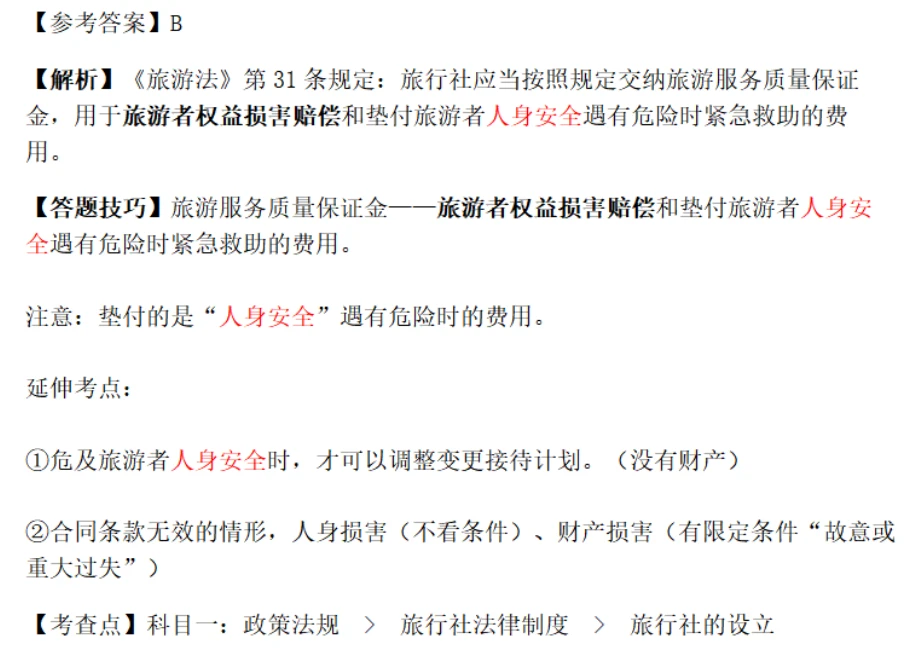 【参考答案】B
【解析】《旅游法》第31条规定：旅行社应当按照规定交纳旅游服务质量保证
金，用于旅游者权益损害赔偿和垫付旅游者人身安全遇有危险时紧急救助的费
用。
【答题技巧】旅游服务质量保证金——旅游者权益损害赔偿和垫付旅游者人身安
全遇有危险时紧急救助的费用。
注意：垫付的是“人身安全”遇有危险时的费用。
延伸考点：
①危及旅游者人身安全时，才可以调整变更接待计划。（没有财产）
②合同条款无效的情形，人身损害（不看条件）、财产损害（有限定条件“故意或
重大过失”）
【考查点】科目一：政策法规 > 旅行社法律制度 > 旅行社的设立